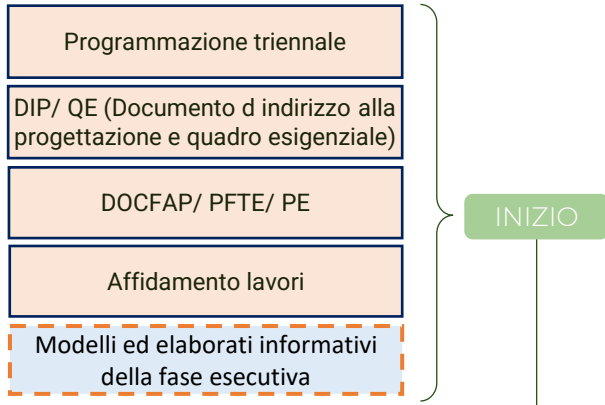 Programmazione triennale
DIP/ QE (Documento d indirizzo alla
progettazione e quadro esigenziale)
DOCFAP/ PFTE/ PE
INIZIO
Affidamento lavori
Modelli ed elaborati informativi
della fase esecutiva